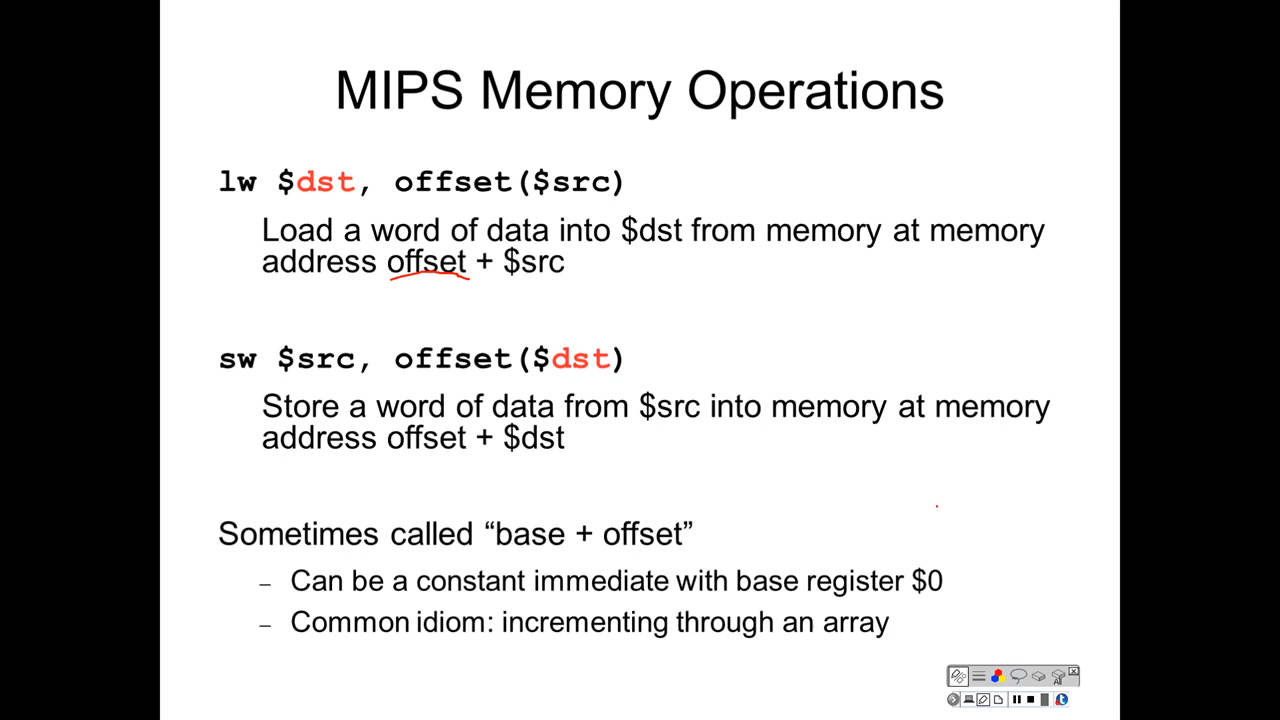 MIPS Memory Operations
lw $dst, offset($src)
Load a word of data into $dst from memory at memory
address offset + $src
sw $src, offset($dst)
Store a word of data from $src into memory at memory
address offset + $dst
Sometimes called “base + offset”
– Can be a constant immediate with base register $0
– Common idiom: incrementing through an array
All